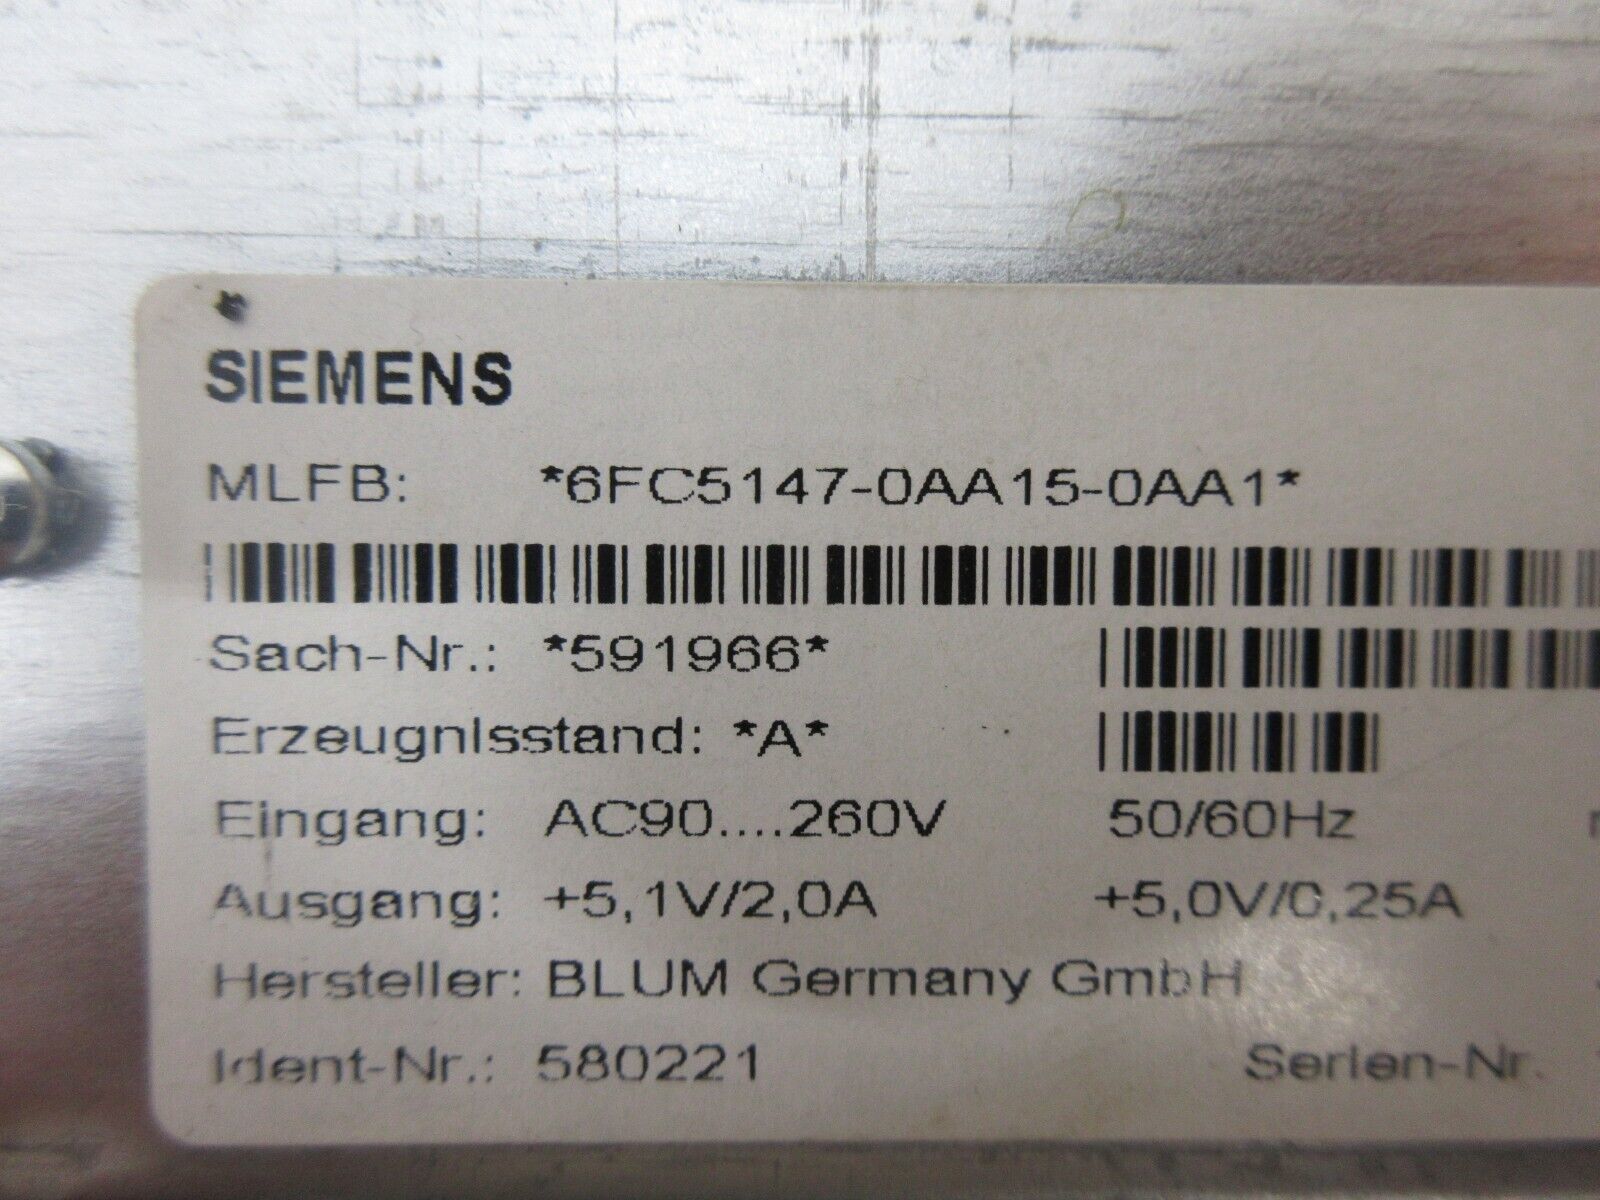 SIEMENS
MLFB: *6FC5147-0AA15-0AA1*
Sach-Nr.: *591966*
Erzeugnisstand: *A*
Eingang: AC90....260V 50/60Hz
Ausgang: +5,1V/2,0A +5,0V/0,25A
Hersteller: BLUM Germany GmbH
Ident-Nr.: 580221 Serien-Nr.